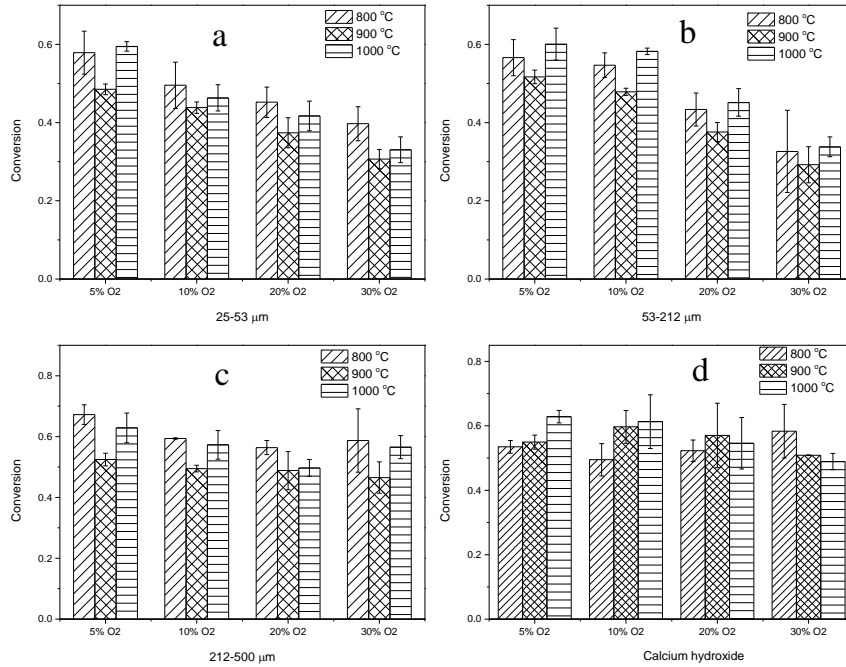 a
800 °C
900 °C
1000 °C
0.6
0.4
0.2
0.0
Conversion
5% O2
10% O2
20% O2
30% O2
25-53 μm
b
800 °C
900 °C
1000 °C
0.6
0.4
0.2
0.0
Conversion
5% O2
10% O2
20% O2
30% O2
53-212 μm
c
800 °C
900 °C
1000 °C
0.8
0.6
0.4
0.2
0.0
Conversion
5% O2
10% O2
20% O2
30% O2
212-500 μm
d
800 °C
900 °C
1000 °C
0.8
0.6
0.4
0.2
0.0
Conversion
5% O2
10% O2
20% O2
30% O2
Calcium hydroxide